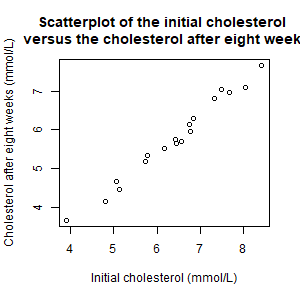 Scatterplot of the initial cholesterol
versus the cholesterol after eight week
Cholesterol after eight weeks (mmol/L)
7
6
5
4
4 5 6 7 8
Initial cholesterol (mmol/L)